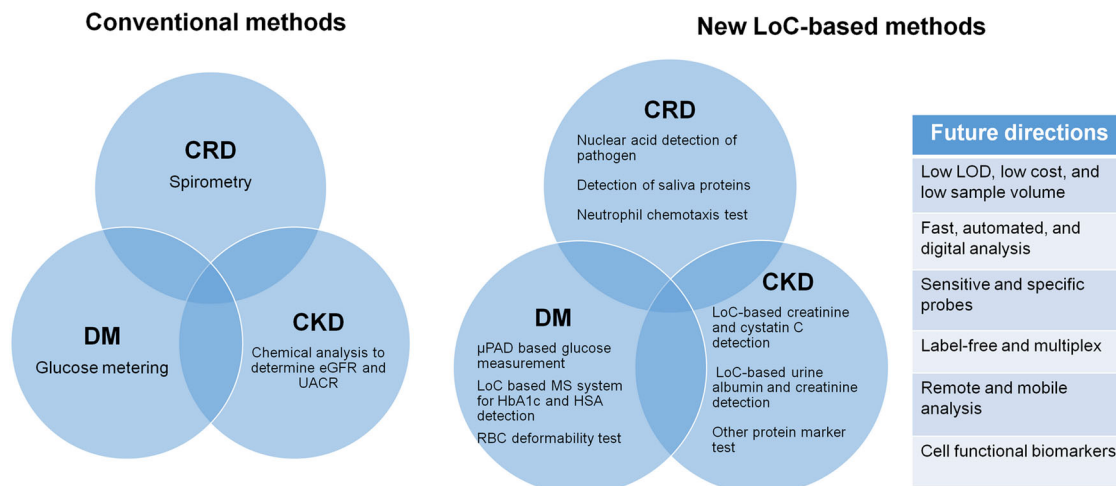 Conventional methods
CRD
Spirometry
DM
Glucose metering
CKD
Chemical analysis to
determine eGFR and
UACR
New LoC-based methods
CRD
Nuclear acid detection of
pathogen
Detection of saliva proteins
Neutrophil chemotaxis test
DM
µPAD based glucose
measurement
LoC based MS system
for HbA1c and HSA
detection
RBC deformability test
CKD
LoC-based creatinine
and cystatin C
detection
LoC-based urine
albumin and creatinine
detection
Other protein marker
test
Future directions
Low LOD, low cost, and
low sample volume
Fast, automated, and
digital analysis
Sensitive and specific
probes
Label-free and multiplex
Remote and mobile
analysis
Cell functional biomarkers